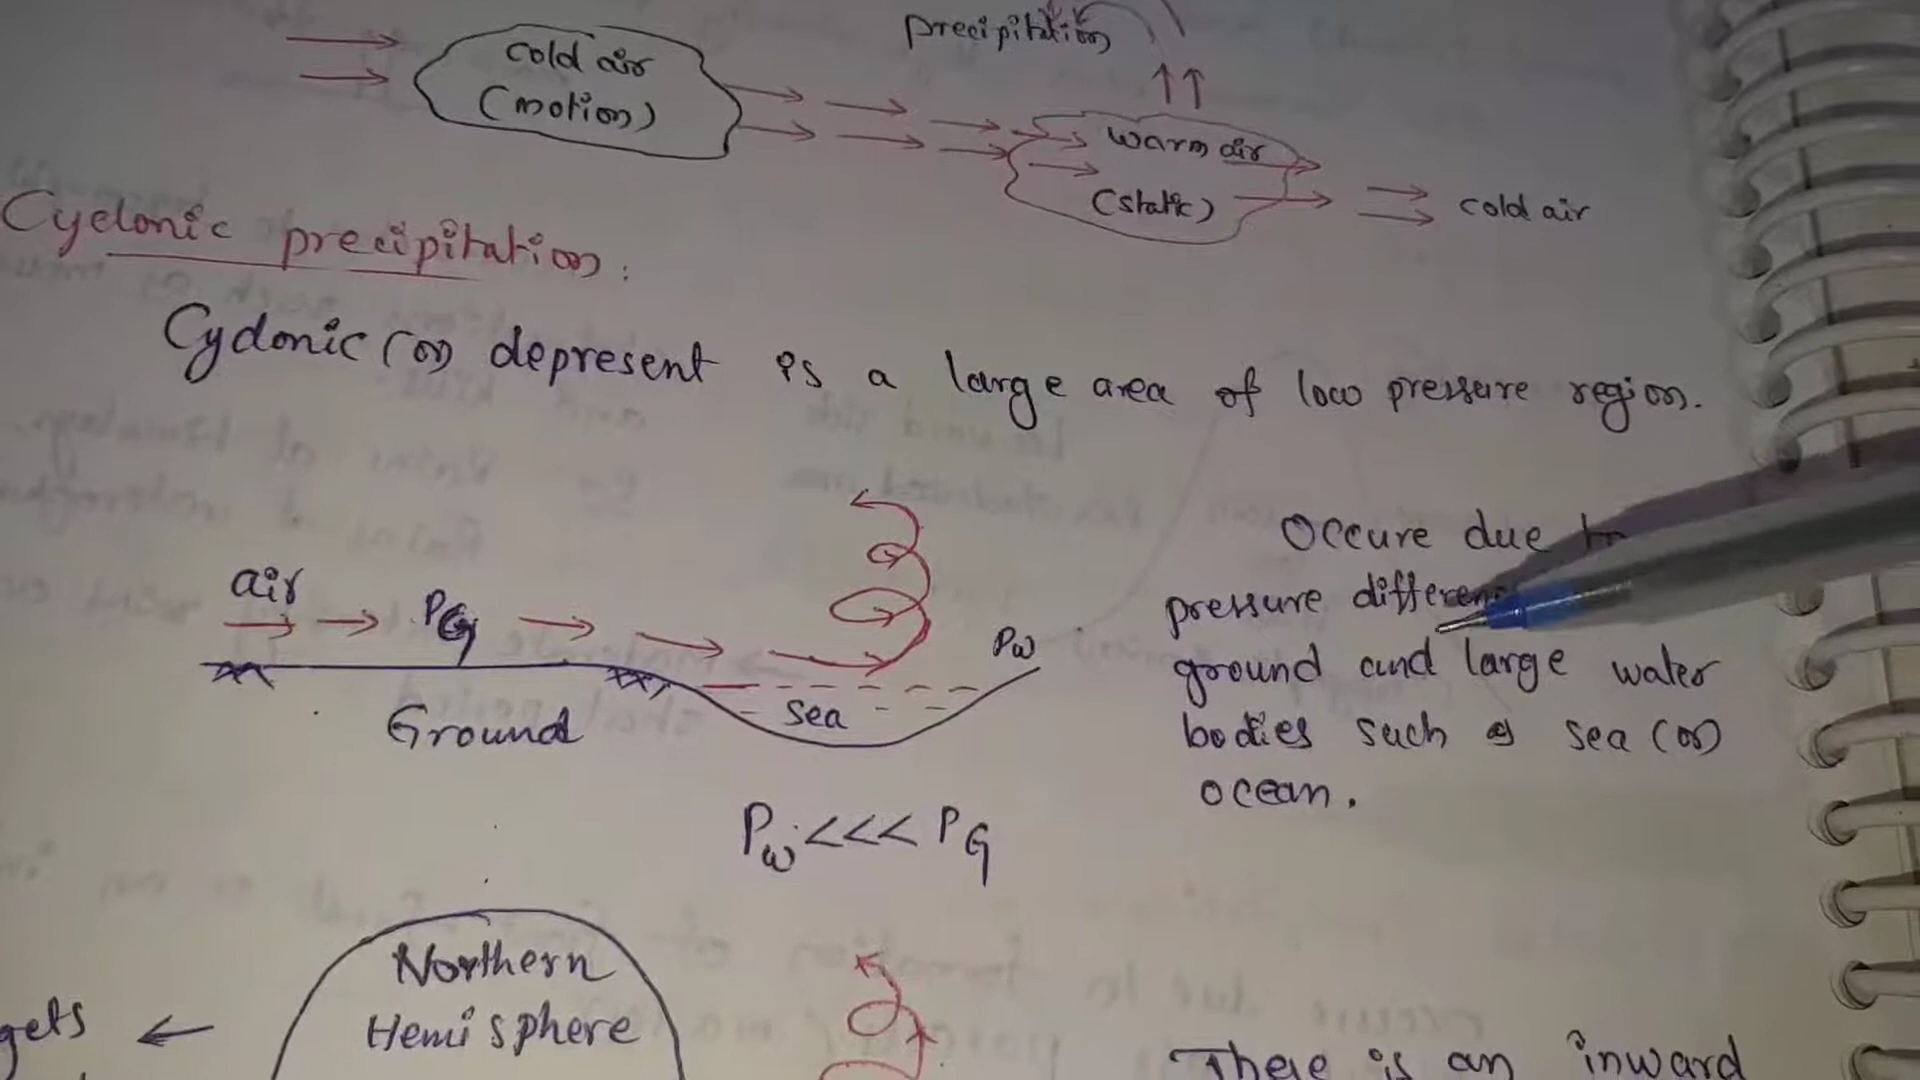 precipitation
cold air
(motion)
warm air
(static)
cold air
Cyclonic precipitation:
Cyclonic (or) depresent is a large area of low pressure region.
air
PG
Pw
Sea
Ground
Pw <<< PG
Occure due to
pressure differen
ground and large water
bodies such as sea (or)
ocean.
Northern
Hemisphere
gets ←
There is an inward